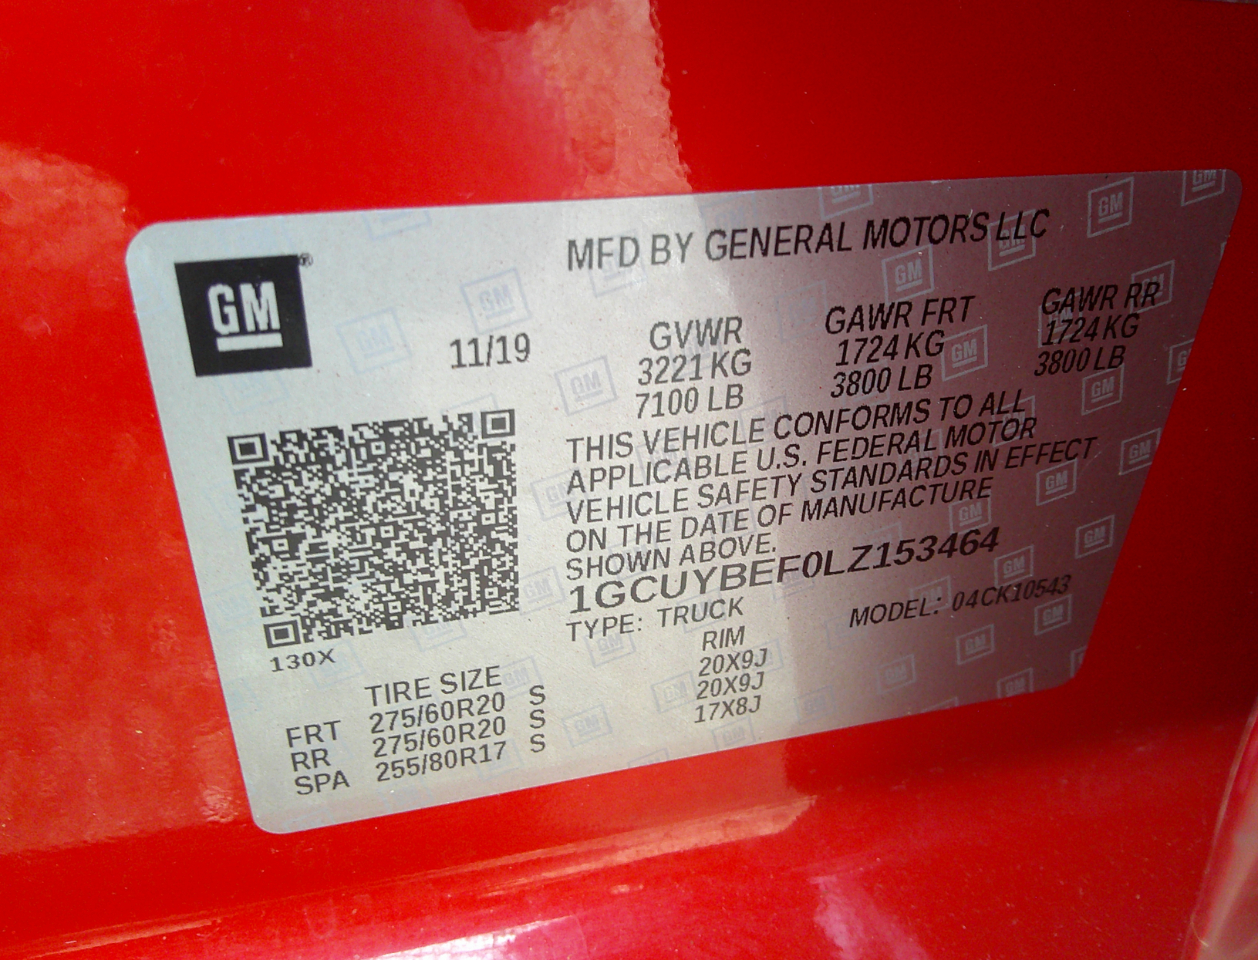 GM®
MFD BY GENERAL MOTORS LLC
11/19
GVWR GAWR FRT GAWR RR
3221 KG 1724 KG 1724 KG
7100 LB 3800 LB 3800 LB
THIS VEHICLE CONFORMS TO ALL
APPLICABLE U.S. FEDERAL MOTOR
VEHICLE SAFETY STANDARDS IN EFFECT
ON THE DATE OF MANUFACTURE
SHOWN ABOVE.
1GCUYBEF0LZ153464
TYPE: TRUCK MODEL: 04CK10543
130X
TIRE SIZE RIM
FRT 275/60R20 S 20X9J
RR 275/60R20 S 20X9J
SPA 255/80R17 S 17X8J